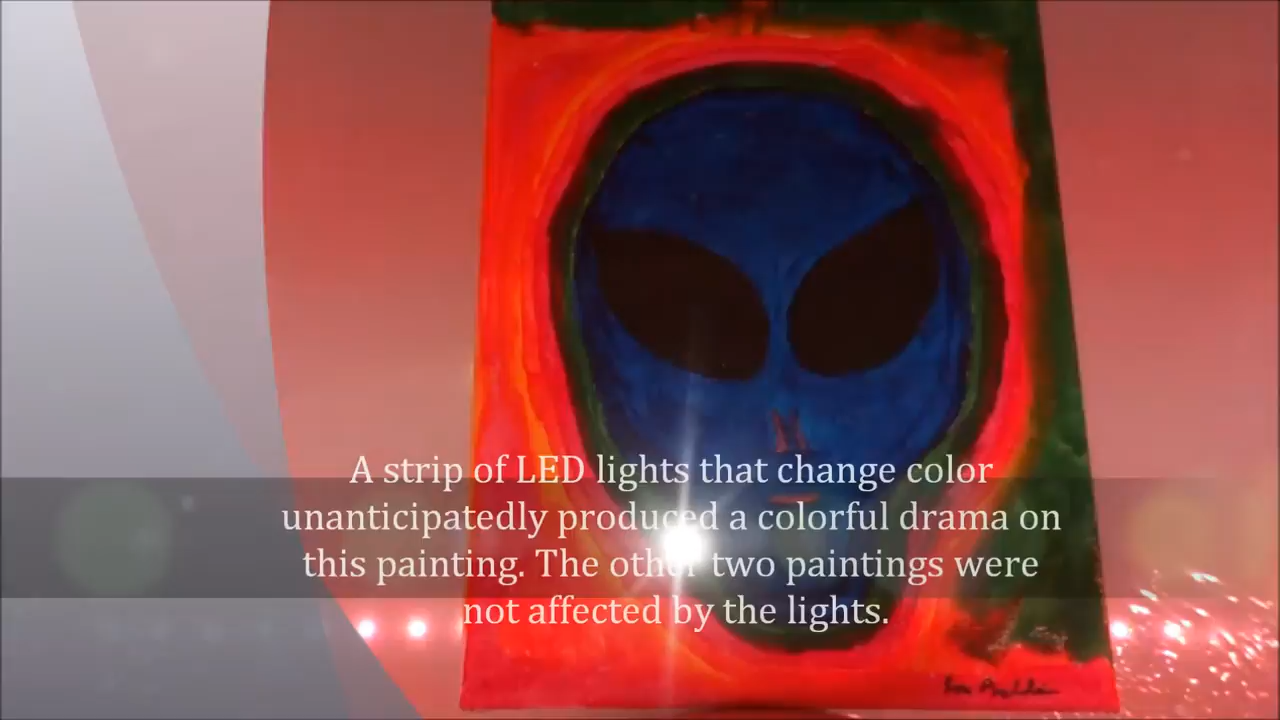 A strip of LED lights that change color
unanticipatedly produced a colorful drama on
this painting. The other two paintings were
not affected by the lights.